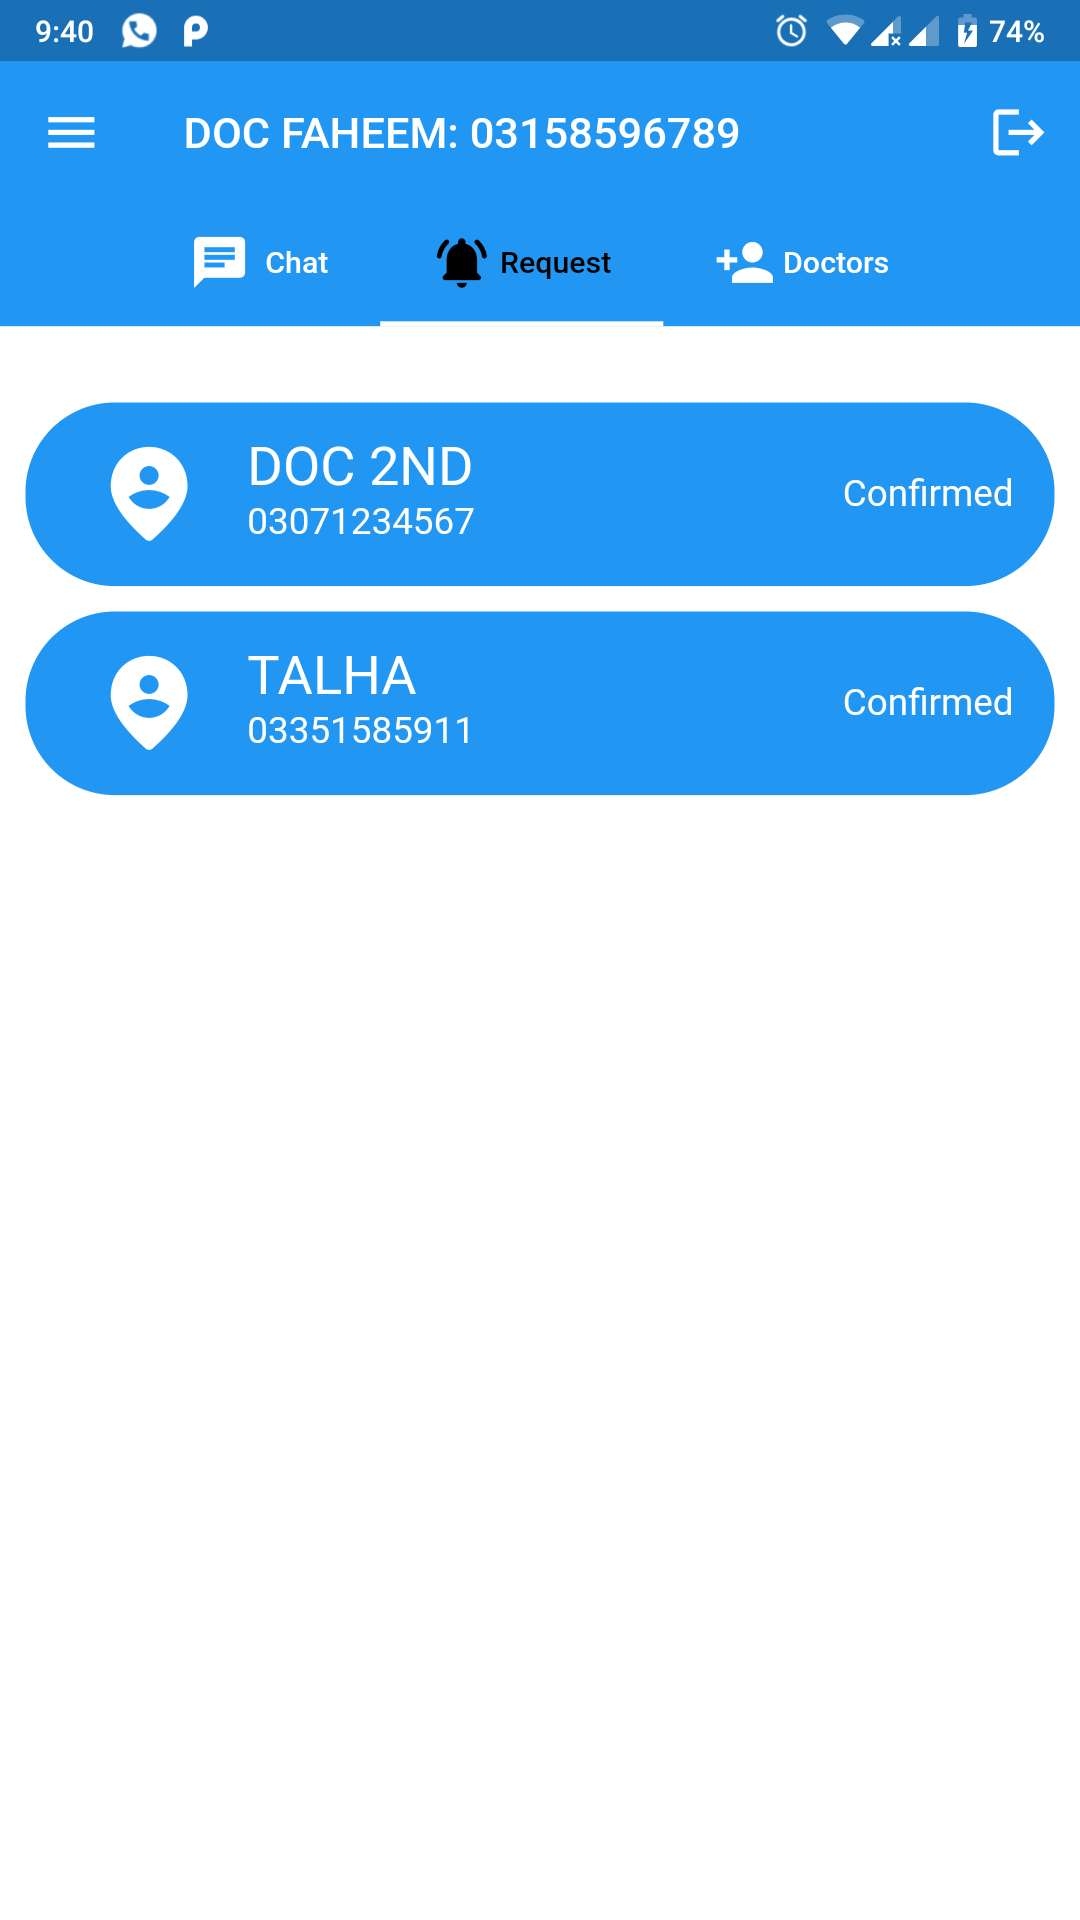 9:40 74%
DOC FAHEEM: 03158596789
Chat Request Doctors
DOC 2ND
03071234567
Confirmed
TALHA
03351585911
Confirmed